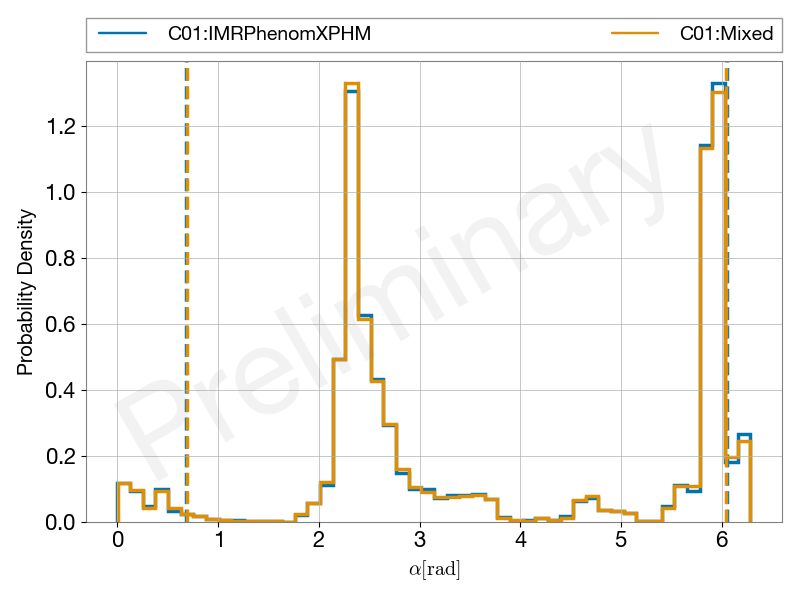 C01:IMRPhenomXPHM C01:Mixed
Preliminary
Probability Density
1.2
1.0
0.8
0.6
0.4
0.2
0.0
0 1 2 3 4 5 6
α[rad]